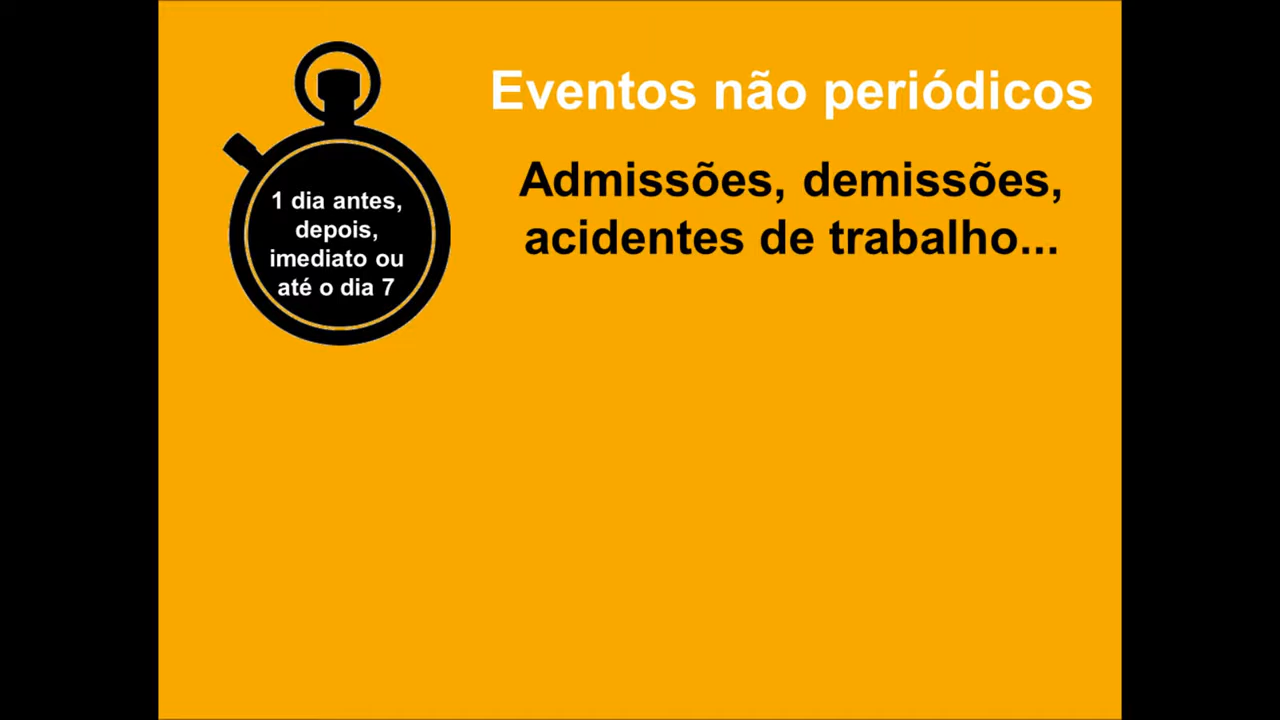 Eventos não periódicos
Admissões, demissões,
acidentes de trabalho...
1 dia antes,
depois,
imediato ou
até o dia 7